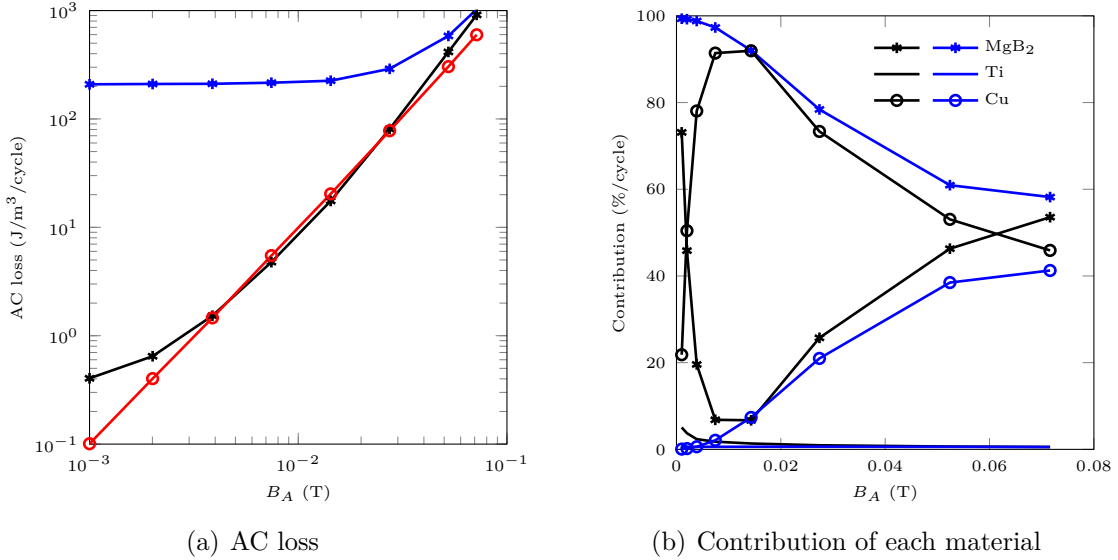 10^3
10^2
10^1
10^0
10^−1
10^−3
10^−2
10^−1
AC loss (J/m^3/cycle)
B_A (T)
(a) AC loss
100
80
60
40
20
0
0
0.02
0.04
0.06
0.08
Contribution (%/cycle)
B_A (T)
MgB_2
Ti
Cu
(b) Contribution of each material